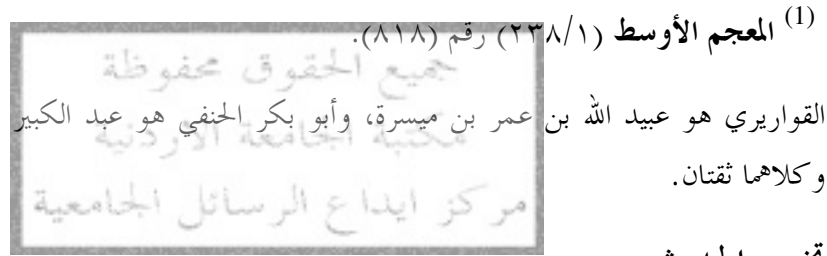 (1) المعجم الأوسط (٢٣٨/١) رقم (٨١٨).
جميع الحقوق محفوظة
القواريري هو عبيد الله بن عمر بن ميسرة، وأبو بكر الحنفي هو عبد الكبير
مكتبة الجامعة الاردنية
وكلاهما ثقتان.
مركز ايداع الرسائل الجامعية